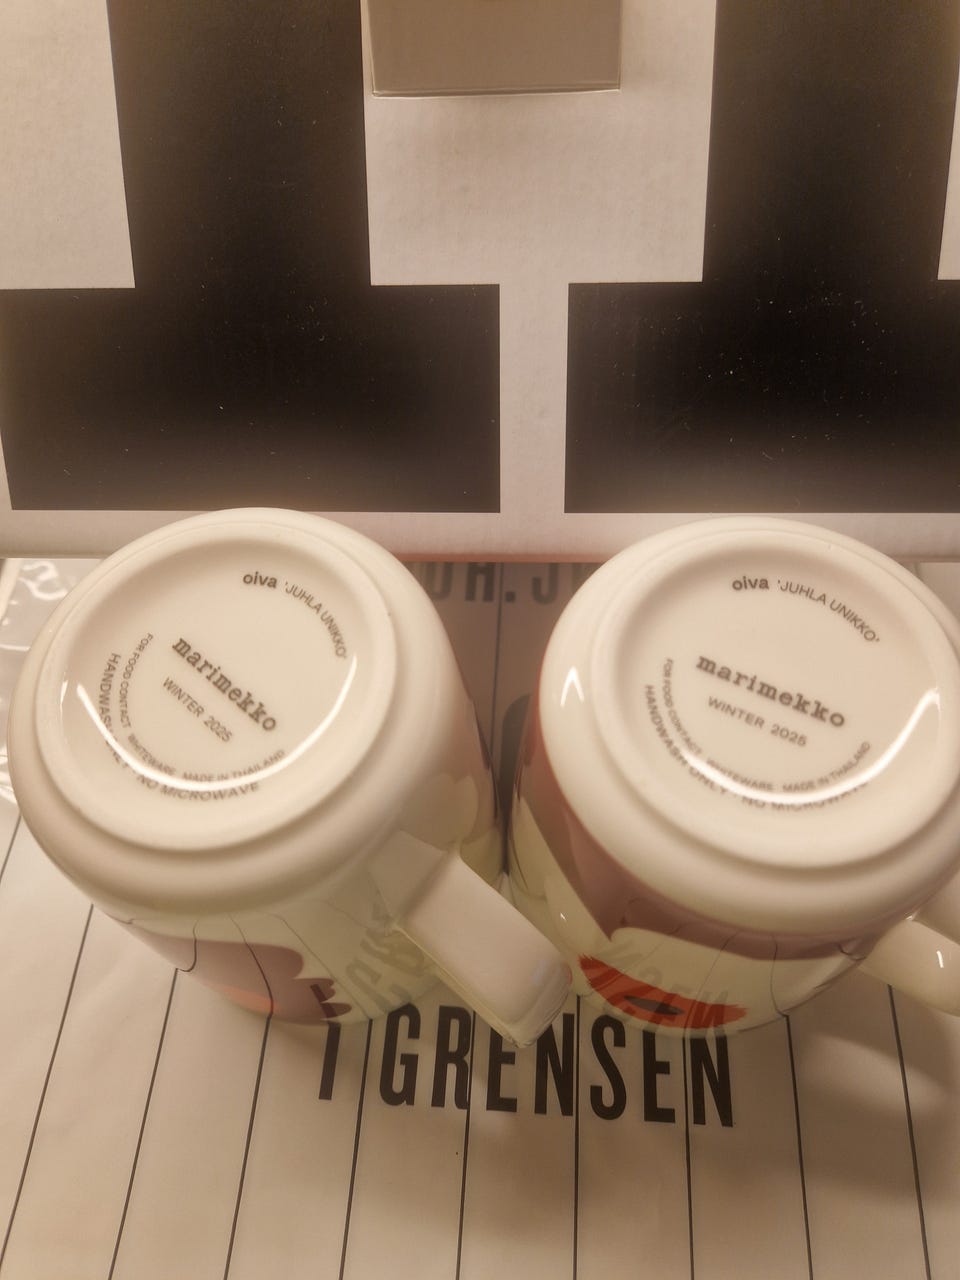 oiva 'JUHLA UNIKKO'
marimekko
WINTER 2025
FOR FOOD CONTACT WHITEWARE MADE IN THAILAND
HANDWASH ONLY · NO MICROWAVE
oiva 'JUHLA UNIKKO'
marimekko
WINTER 2025
FOR FOOD CONTACT WHITEWARE MADE IN THAILAND
HANDWASH ONLY · NO MICROWAVE
I GRENSEN